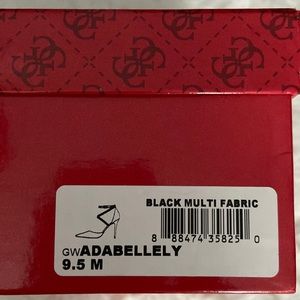 BLACK MULTI FABRIC
8 88474 35825 0
GWADABELLELY
9.5 M